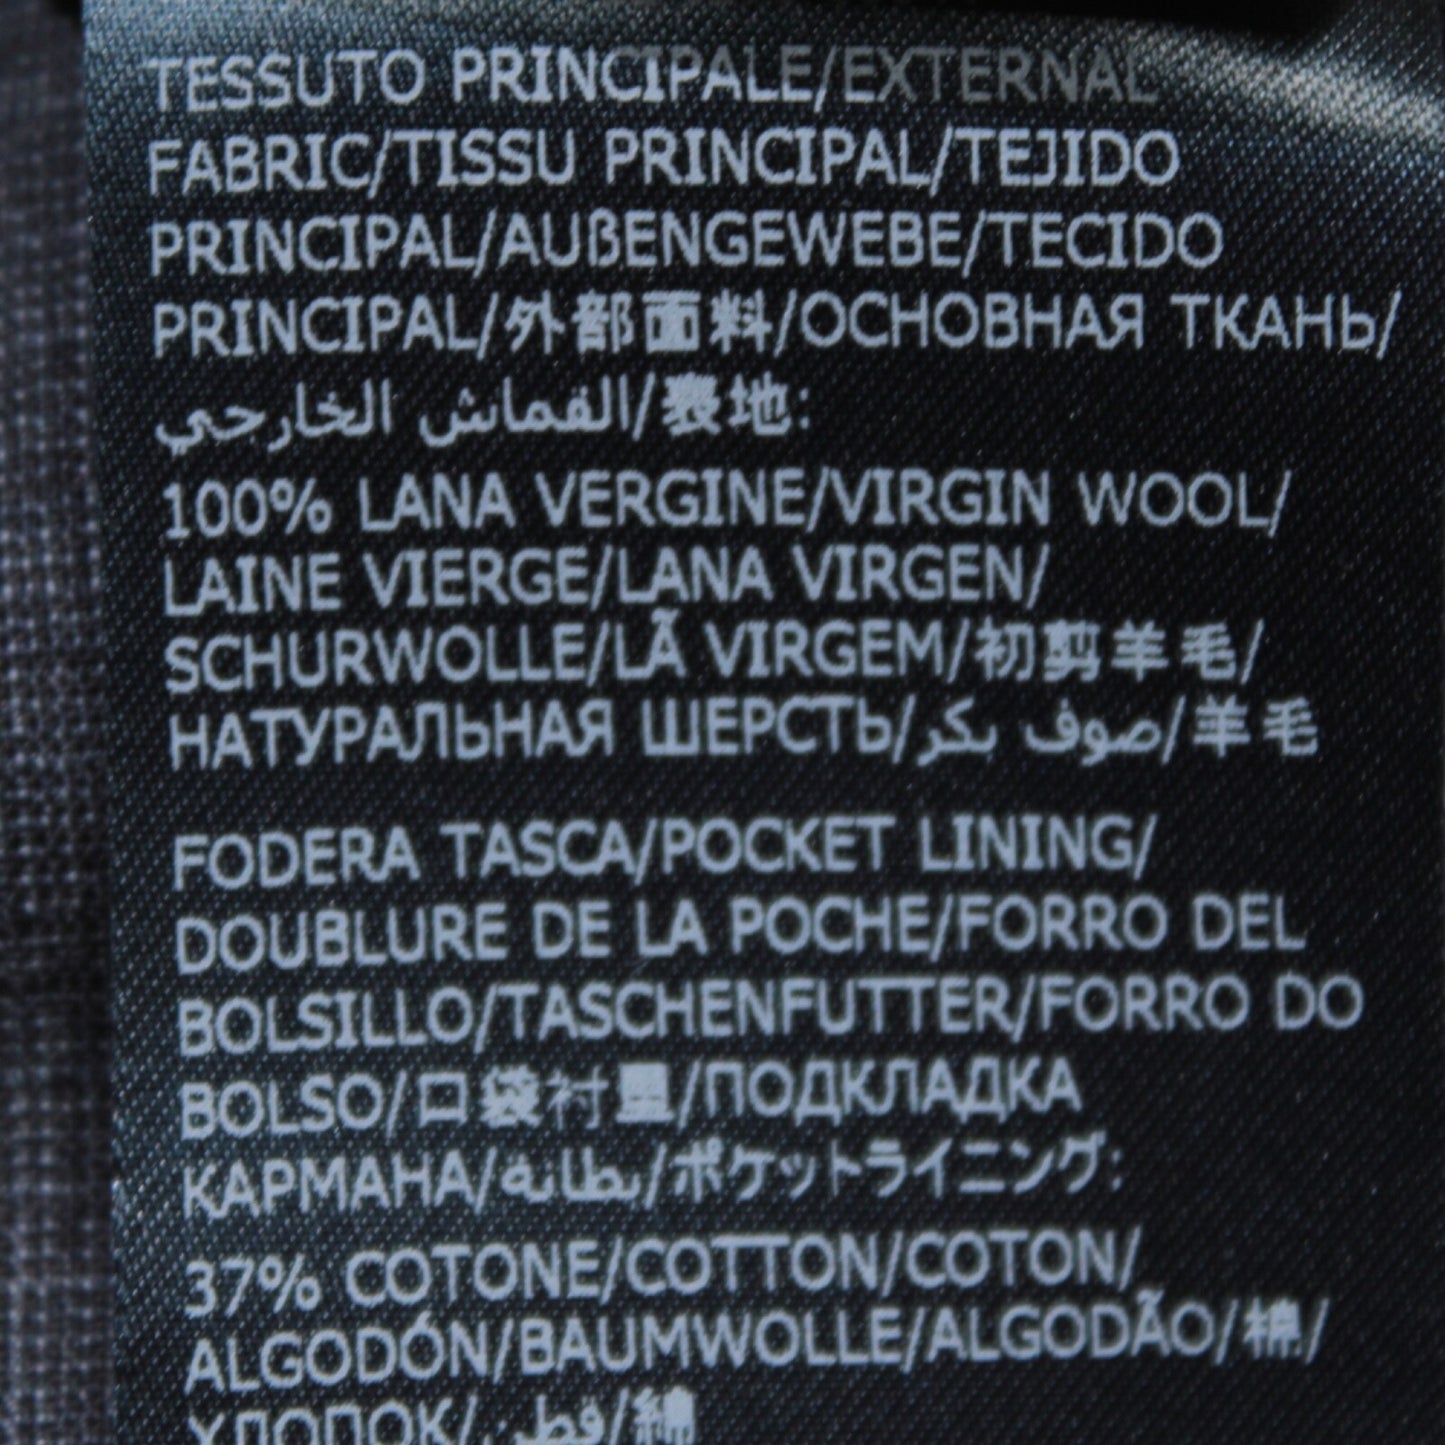 TESSUTO PRINCIPALE/EXTERNAL
FABRIC/TISSU PRINCIPAL/TEJIDO
PRINCIPAL/AUßENGEWEBE/TECIDO
PRINCIPAL/外部面料/ОСНОВНАЯ ТКАНЬ/
القماش الخارجي/表地:
100% LANA VERGINE/VIRGIN WOOL/
LAINE VIERGE/LANA VIRGEN/
SCHURWOLLE/LÃ VIRGEM/初剪羊毛/
НАТУРАЛЬНАЯ ШЕРСТЬ/صوف بكر/羊毛
FODERA TASCA/POCKET LINING/
DOUBLURE DE LA POCHE/FORRO DEL
BOLSILLO/TASCHENFUTTER/FORRO DO
BOLSO/口袋衬里/ПОДКЛАДКА
КАРМАНА/بطانة/ポケットライニング:
37% COTONE/COTTON/COTON/
ALGODÓN/BAUMWOLLE/ALGODÃO/棉/
ХЛОПОК/قطن/綿